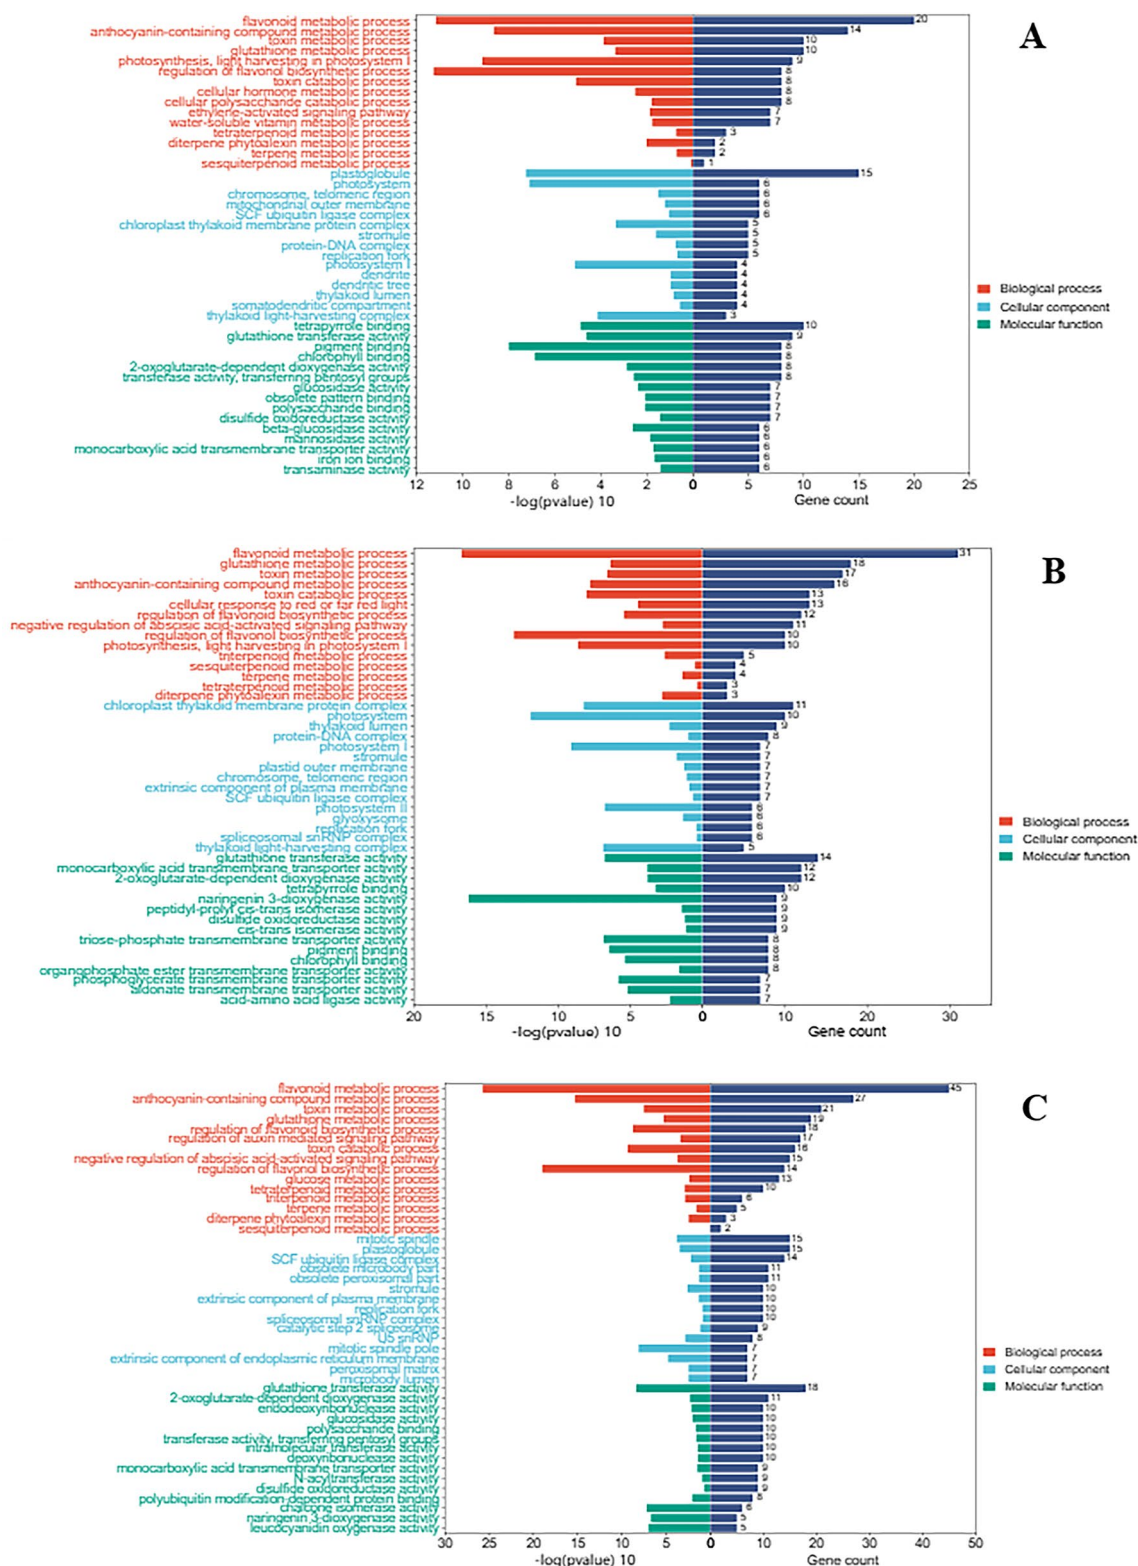 A
flavonoid metabolic process 20
anthocyanin-containing compound metabolic process 14
toxin metabolic process 10
glutathione metabolic process 10
photosynthesis, light harvesting in photosystem I 9
regulation of flavonol biosynthetic process 8
toxin catabolic process 8
cellular hormone metabolic process 8
cellular polysaccharide catabolic process 8
ethylene-activated signaling pathway 7
water-soluble vitamin metabolic process 7
tetraterpenoid metabolic process 3
diterpene phytoalexin metabolic process 2
terpene metabolic process 2
sesquiterpenoid metabolic process 1
plastoglobule 15
photosystem 6
chromosome, telomeric region 6
mitochondrial outer membrane 6
SCF ubiquitin ligase complex 6
chloroplast thylakoid membrane protein complex 5
stromule 5
protein-DNA complex 5
replication fork 5
photosystem I 4
dendrite 4
dendritic tree 4
thylakoid lumen 4
somatodendritic compartment 4
thylakoid light-harvesting complex 3
tetrapyrrole binding 10
glutathione transferase activity 9
pigment binding 8
chlorophyll binding 8
2-oxoglutarate-dependent dioxygenase activity 8
transferase activity, transferring pentosyl groups 8
glucosidase activity 7
obsolete pattern binding 7
polysaccharide binding 7
disulfide oxidoreductase activity 7
beta-glucosidase activity 6
mannosidase activity 6
monocarboxylic acid transmembrane transporter activity 6
iron ion binding 6
transaminase activity 6
Biological process
Cellular component
Molecular function
12 10 8 6 4 2 0 5 10 15 20 25
-log(pvalue) 10 Gene count
B
flavonoid metabolic process 31
glutathione metabolic process 18
toxin metabolic process 17
anthocyanin-containing compound metabolic process 16
toxin catabolic process 13
cellular response to red or far red light 13
regulation of flavonoid biosynthetic process 12
negative regulation of abscisic acid-activated signaling pathway 11
regulation of flavonol biosynthetic process 10
photosynthesis, light harvesting in photosystem I 10
triterpenoid metabolic process 5
sesquiterpenoid metabolic process 4
terpene metabolic process 4
tetraterpenoid metabolic process 3
diterpene phytoalexin metabolic process 3
chloroplast thylakoid membrane protein complex 11
photosystem 10
thylakoid lumen 9
protein-DNA complex 8
photosystem I 7
stromule 7
plastid outer membrane 7
chromosome, telomeric region 7
extrinsic component of plasma membrane 7
SCF ubiquitin ligase complex 7
photosystem II 6
glyoxysome 6
replication fork 6
spliceosomal snRNP complex 6
thylakoid light-harvesting complex 5
glutathione transferase activity 14
monocarboxylic acid transmembrane transporter activity 12
2-oxoglutarate-dependent dioxygenase activity 12
tetrapyrrole binding 10
naringenin 3-dioxygenase activity 9
peptidyl-prolyl cis-trans isomerase activity 9
disulfide oxidoreductase activity 9
cis-trans isomerase activity 9
triose-phosphate transmembrane transporter activity 8
pigment binding 8
chlorophyll binding 8
organophosphate ester transmembrane transporter activity 8
phosphoglycerate transmembrane transporter activity 7
aldonate transmembrane transporter activity 7
acid-amino acid ligase activity 7
Biological process
Cellular component
Molecular function
20 15 10 5 0 10 20 30
-log(pvalue) 10 Gene count
C
flavonoid metabolic process 45
anthocyanin-containing compound metabolic process 27
toxin metabolic process 21
glutathione metabolic process 19
regulation of flavonoid biosynthetic process 18
regulation of auxin mediated signaling pathway 17
toxin catabolic process 16
negative regulation of abscisic acid-activated signaling pathway 15
regulation of flavonol biosynthetic process 14
glucose metabolic process 13
tetraterpenoid metabolic process 10
triterpenoid metabolic process 6
terpene metabolic process 5
diterpene phytoalexin metabolic process 3
sesquiterpenoid metabolic process 2
mitotic spindle 15
plastoglobule 15
SCF ubiquitin ligase complex 14
obsolete microbody part 11
obsolete peroxisomal part 11
stromule 10
extrinsic component of plasma membrane 10
replication fork 10
spliceosomal snRNP complex 10
catalytic step 2 spliceosome 9
U5 snRNP 8
mitotic spindle pole 7
extrinsic component of endoplasmic reticulum membrane 7
peroxisomal matrix 7
microbody lumen 7
glutathione transferase activity 18
2-oxoglutarate-dependent dioxygenase activity 11
endodeoxyribonuclease activity 10
glucosidase activity 10
polysaccharide binding 10
transferase activity, transferring pentosyl groups 10
intramolecular transferase activity 10
deoxyribonuclease activity 10
monocarboxylic acid transmembrane transporter activity 9
N-acyltransferase activity 9
disulfide oxidoreductase activity 9
polyubiquitin modification-dependent protein binding 8
chalcone isomerase activity 6
naringenin 3-dioxygenase activity 5
leucocyanidin oxygenase activity 5
Biological process
Cellular component
Molecular function
30 25 20 15 10 5 0 10 20 30 40 50
-log(pvalue) 10 Gene count